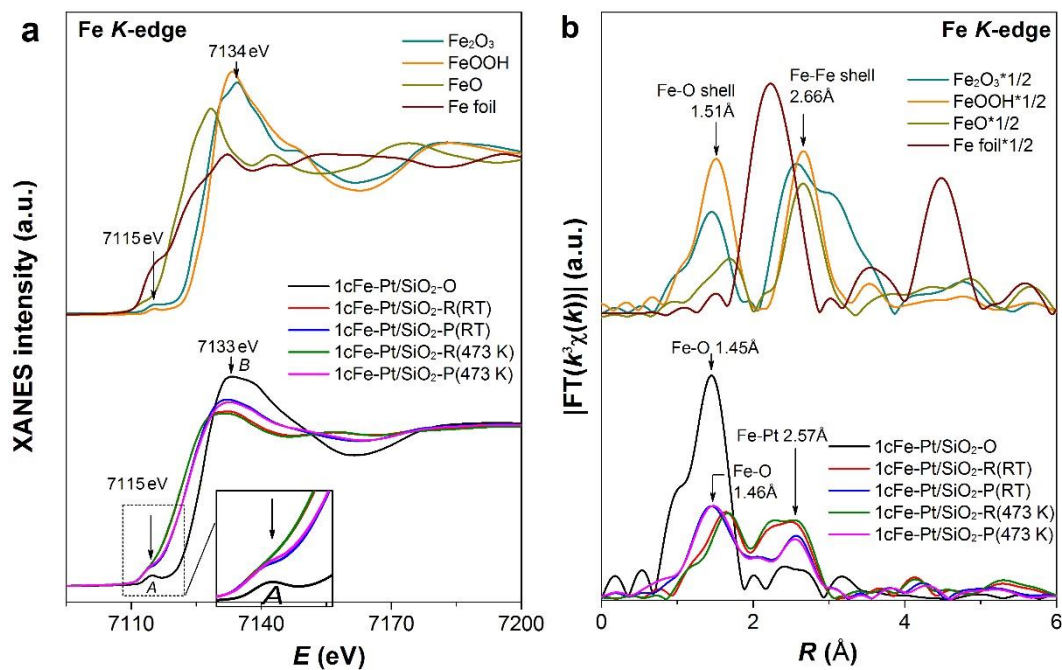 a
Fe K-edge
7134 eV
Fe₂O₃
FeOOH
FeO
Fe foil
7115 eV
1cFe-Pt/SiO₂-O
1cFe-Pt/SiO₂-R(RT)
1cFe-Pt/SiO₂-P(RT)
1cFe-Pt/SiO₂-R(473 K)
1cFe-Pt/SiO₂-P(473 K)
7133 eV
B
7115 eV
A
A
XANES intensity (a.u.)
7110
7140
7170
7200
E (eV)
b
Fe K-edge
Fe-Fe shell
2.66Å
Fe-O shell
1.51Å
Fe₂O₃*1/2
FeOOH*1/2
FeO*1/2
Fe foil*1/2
Fe-O 1.45Å
Fe-Pt 2.57Å
Fe-O
1.46Å
1cFe-Pt/SiO₂-O
1cFe-Pt/SiO₂-R(RT)
1cFe-Pt/SiO₂-P(RT)
1cFe-Pt/SiO₂-R(473 K)
1cFe-Pt/SiO₂-P(473 K)
|FT(k³χ(k))| (a.u.)
0
2
4
6
R (Å)